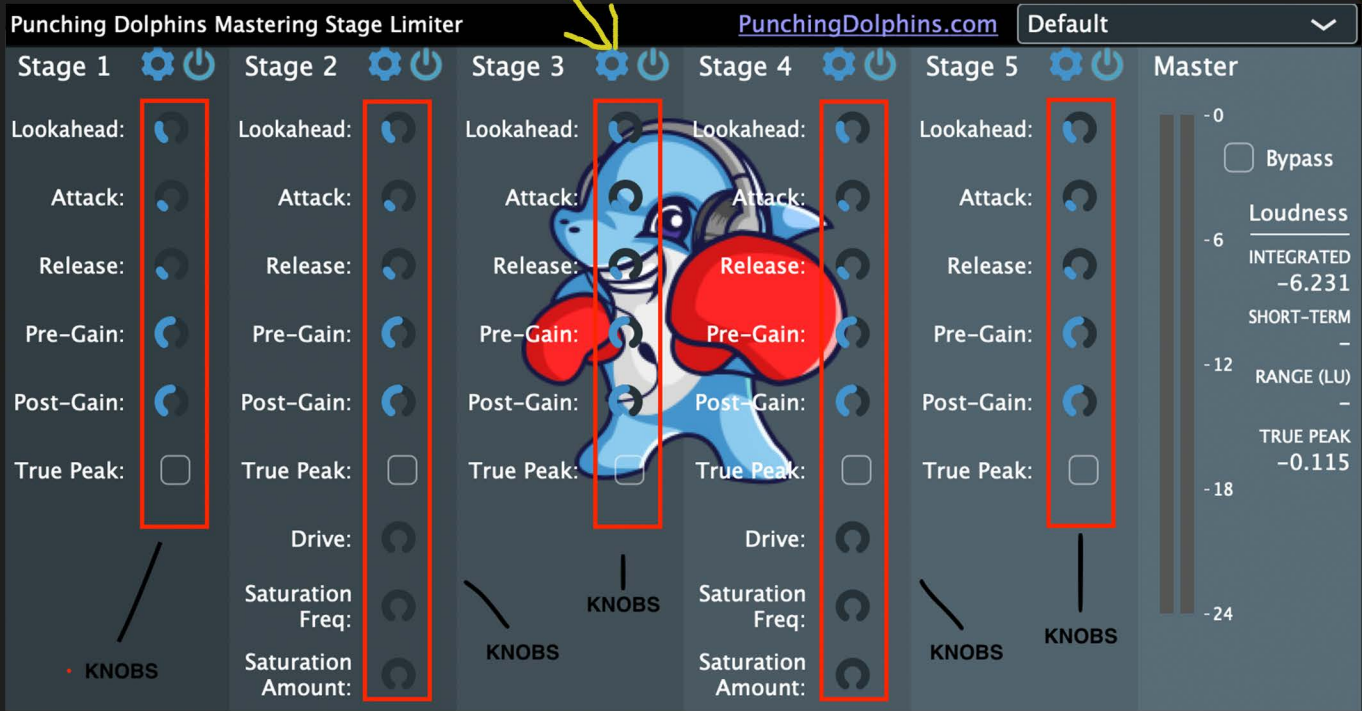 Punching Dolphins Mastering Stage Limiter
PunchingDolphins.com
Default
Stage 1
Lookahead:
Attack:
Release:
Pre-Gain:
Post-Gain:
True Peak:
KNOBS
Stage 2
Lookahead:
Attack:
Release:
Pre-Gain:
Post-Gain:
True Peak:
Drive:
Saturation
Freq:
Saturation
Amount:
KNOBS
Stage 3
Lookahead:
Attack:
Release:
Pre-Gain:
Post-Gain:
True Peak:
KNOBS
Stage 4
Lookahead:
Attack:
Release:
Pre-Gain:
Post-Gain:
True Peak:
Drive:
Saturation
Freq:
Saturation
Amount:
KNOBS
Stage 5
Lookahead:
Attack:
Release:
Pre-Gain:
Post-Gain:
True Peak:
KNOBS
Master
-0
-6
-12
-18
-24
Bypass
Loudness
INTEGRATED
-6.231
SHORT-TERM
-
RANGE (LU)
-
TRUE PEAK
-0.115